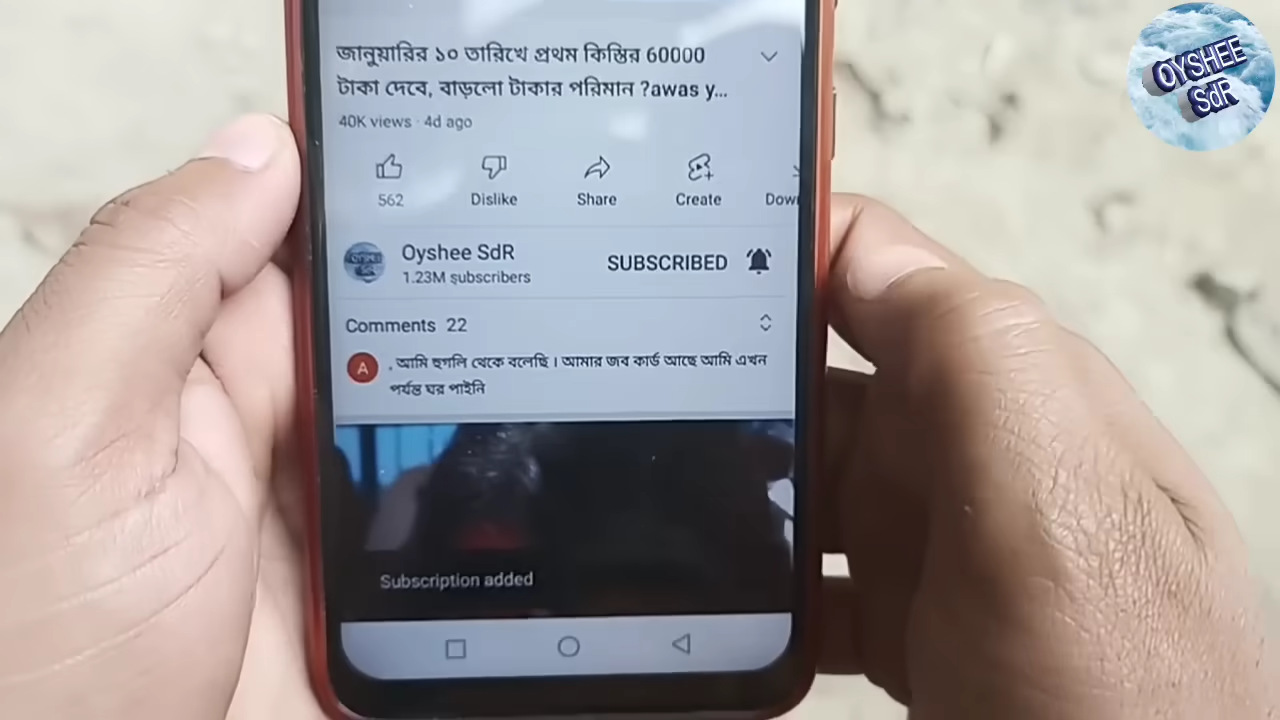 জানুয়ারির ১০ তারিখে প্রথম কিস্তির 60000
টাকা দেবে, বাড়লো টাকার পরিমান ?awas y...
40K views · 4d ago
562
Dislike
Share
Create
Dow
Oyshee SdR
1.23M subscribers
SUBSCRIBED
Comments 22
A
. আমি হুগলি থেকে বলেছি । আমার জব কার্ড আছে আমি এখন
পর্যন্ত ঘর পাইনি
Subscription added
OYSHEE
SdR